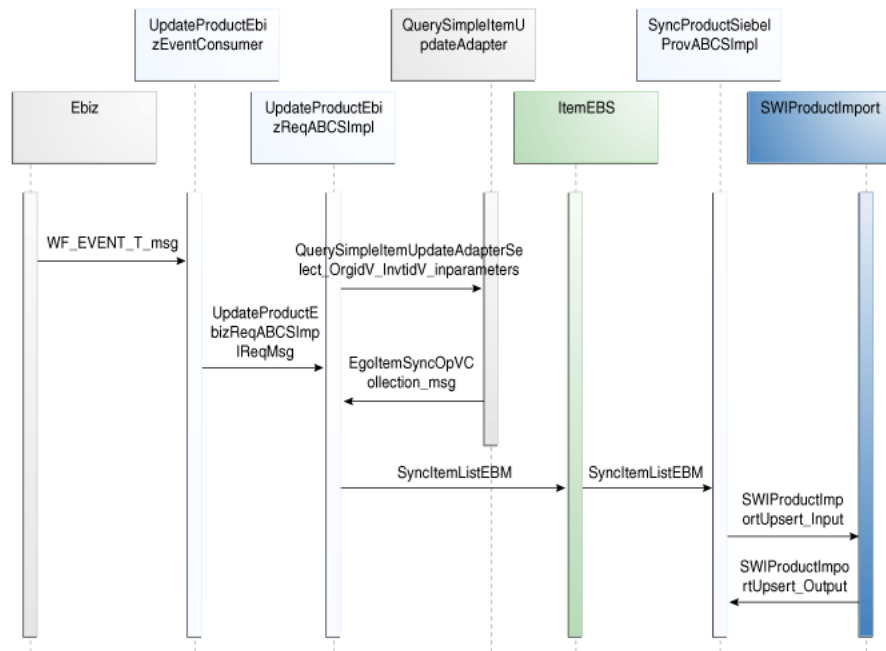 UpdateProductEbi
zEventConsumer
QuerySimpleItemU
pdateAdapter
SyncProductSiebel
ProvABCSImpl
Ebiz
UpdateProductEbi
zReqABCSImpl
ItemEBS
SWIProductImport
WF_EVENT_T_msg
QuerySimpleItemUpdateAdapterSe
lect_OrgidV_InvtidV_inparameters
UpdateProductE
bizReqABCSImp
lReqMsg
EgoItemSyncOpVC
ollection_msg
SyncItemListEBM
SyncItemListEBM
SWIProductImp
ortUpsert_Input
SWIProductImpo
rtUpsert_Output